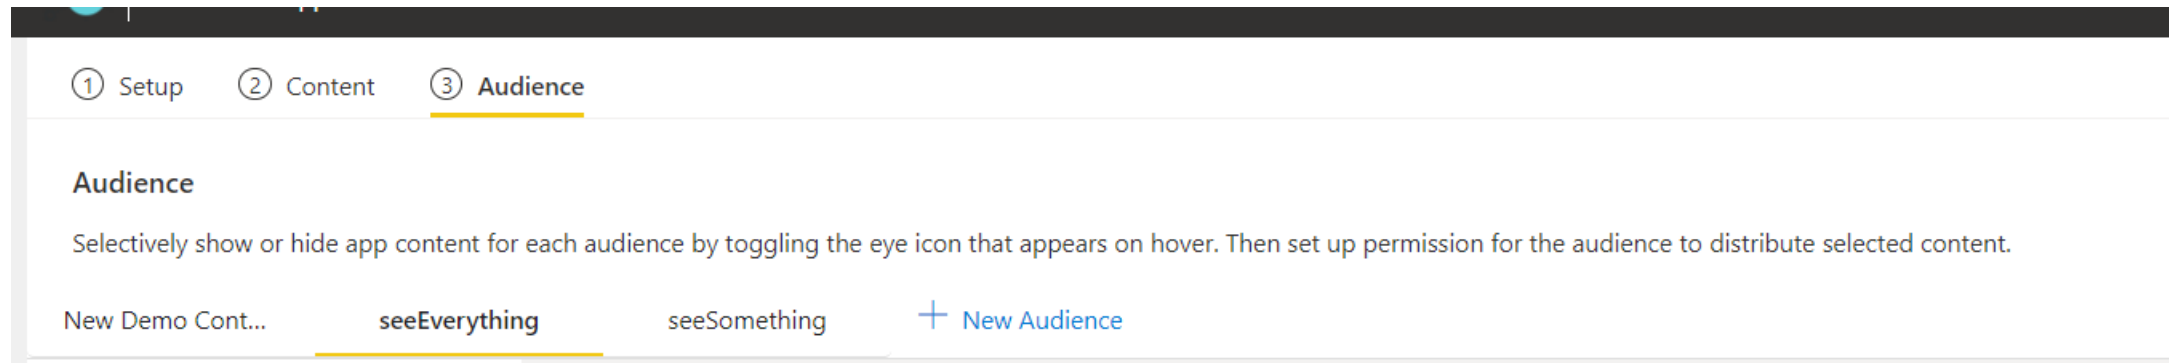 1 Setup 2 Content 3 Audience
Audience
Selectively show or hide app content for each audience by toggling the eye icon that appears on hover. Then set up permission for the audience to distribute selected content.
New Demo Cont... seeEverything seeSomething + New Audience